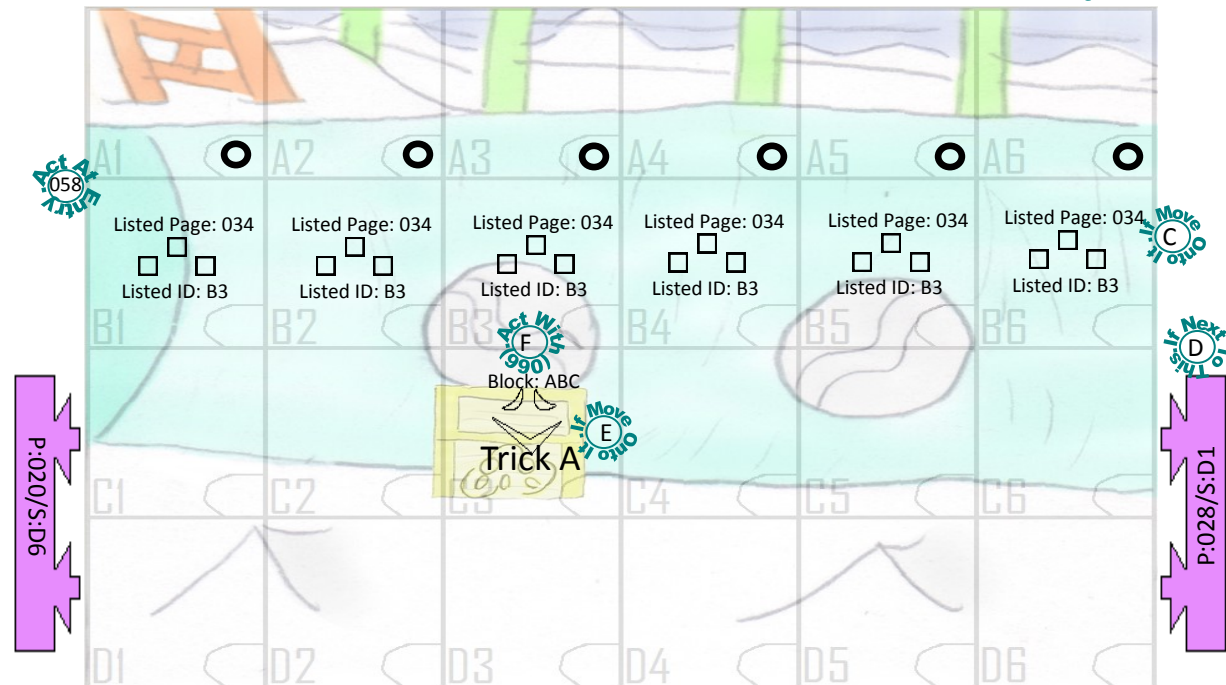 A1 A2 A3 A4 A5 A6
Act At Entry
058
Listed Page: 034 Listed Page: 034 Listed Page: 034 Listed Page: 034 Listed Page: 034 Listed Page: 034
If Move Onto It
C
Listed ID: B3 Listed ID: B3 Listed ID: B3 Listed ID: B3 Listed ID: B3 Listed ID: B3
B1 B2 B3 B4 B5 B6
Act With
F
(990)
If Next To This
D
Block: ABC
If Move Onto It
E
Trick A
P:020/S:D6
P:028/S:D1
C1 C2 C3 C4 C5 C6
D1 D2 D3 D4 D5 D6